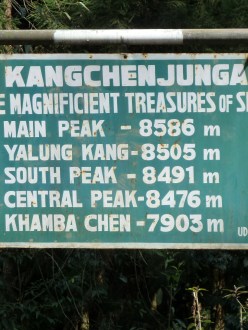 KANGCHENJUNGA
MAGNIFICIENT TREASURES OF
MAIN PEAK - 8586 m
YALUNG KANG-8505 m
SOUTH PEAK - 8491 m
CENTRAL PEAK-8476 m
KHAMBA CHEN -7903 m